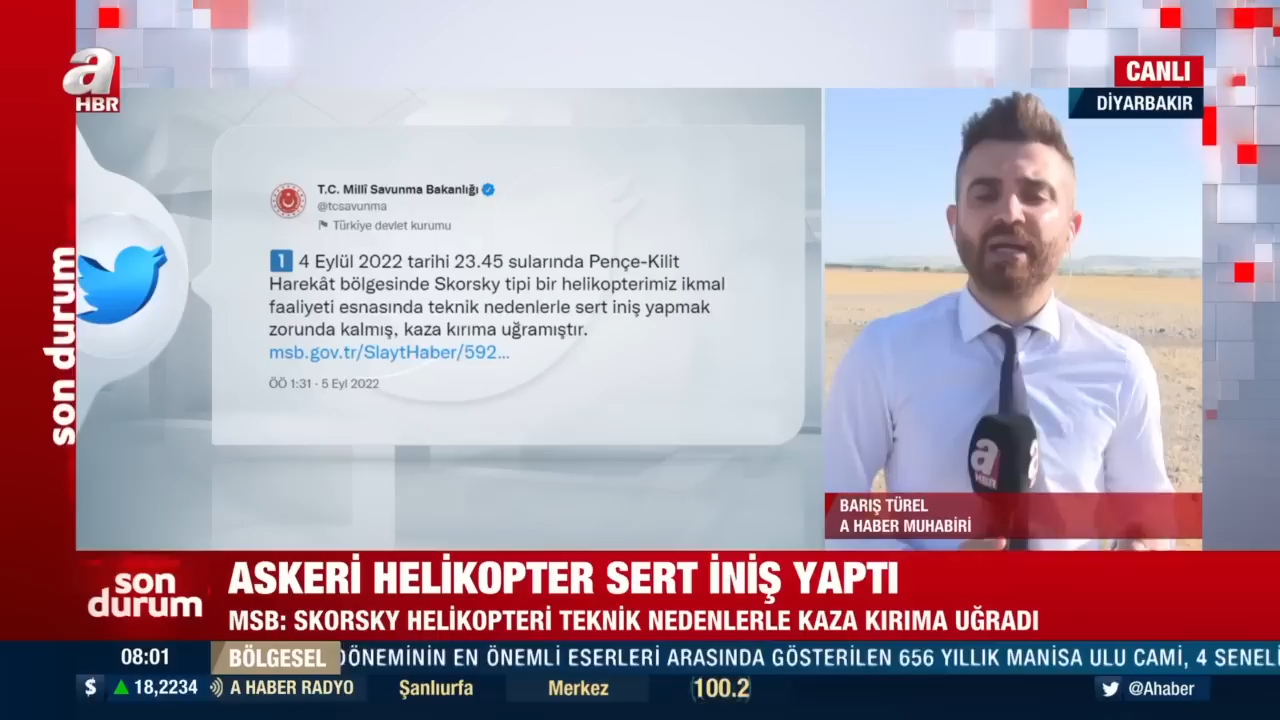 a
HBR
CANLI
DİYARBAKIR
son durum
T.C. Millî Savunma Bakanlığı
@tcsavunma
Türkiye devlet kurumu
1 4 Eylül 2022 tarihi 23.45 sularında Pençe-Kilit
Harekât bölgesinde Skorsky tipi bir helikopterimiz ikmal
faaliyeti esnasında teknik nedenlerle sert iniş yapmak
zorunda kalmış, kaza kırıma uğramıştır.
msb.gov.tr/SlaytHaber/592...
ÖÖ 1:31 · 5 Eyl 2022
a
HBR
BARIŞ TÜREL
A HABER MUHABİRİ
son
durum
ASKERİ HELİKOPTER SERT İNİŞ YAPTI
MSB: SKORSKY HELİKOPTERİ TEKNİK NEDENLERLE KAZA KIRIMA UĞRADI
08:01 BÖLGESEL DÖNEMİNİN EN ÖNEMLİ ESERLERİ ARASINDA GÖSTERİLEN 656 YILLIK MANİSA ULU CAMİ, 4 SENELİ
$ 18,2234 A HABER RADYO Şanlıurfa Merkez 100.2 @Ahaber